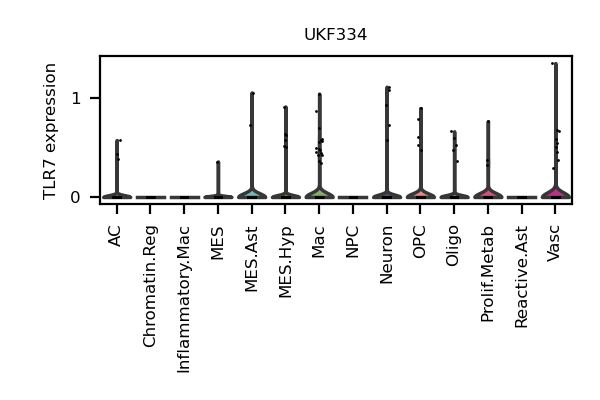 UKF334
TLR7 expression
1
0
AC
Chromatin.Reg
Inflammatory.Mac
MES
MES.Ast
MES.Hyp
Mac
NPC
Neuron
OPC
Oligo
Prolif.Metab
Reactive.Ast
Vasc